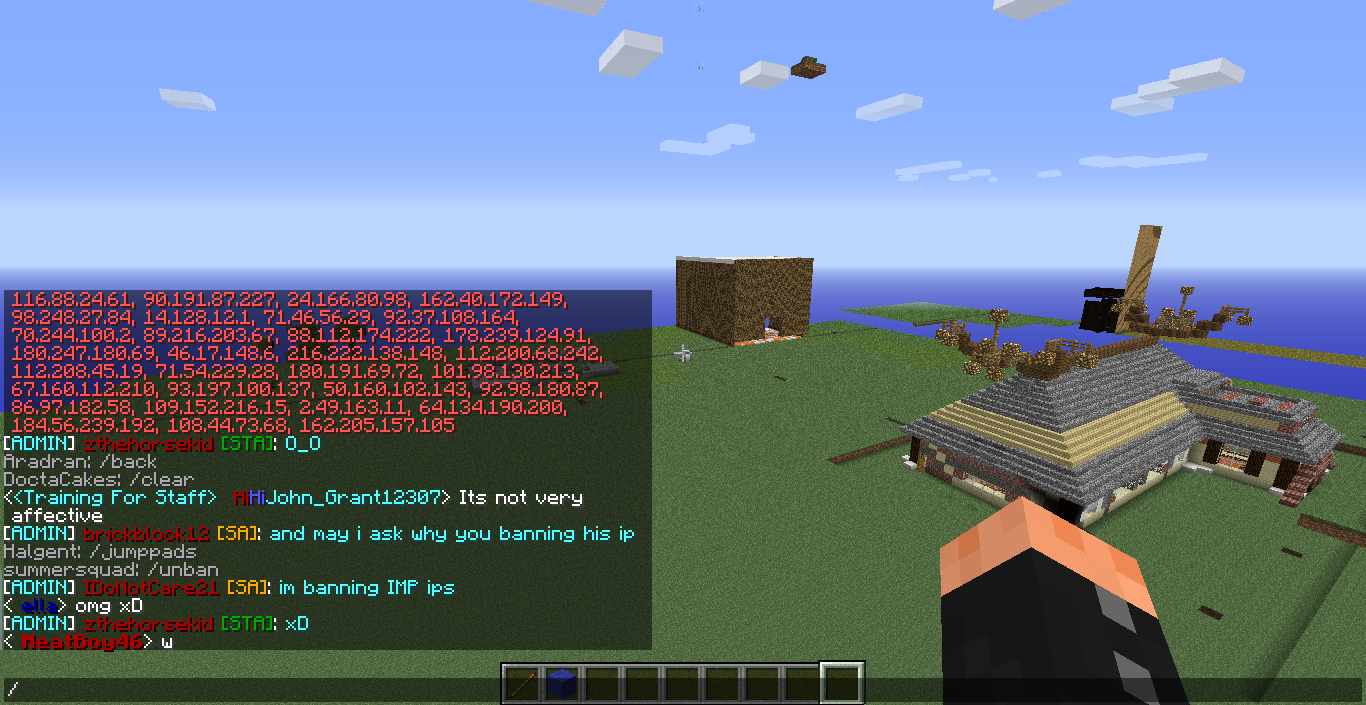 116.88.24.61, 90.191.87.227, 24.166.80.98, 162.40.172.149,
98.248.27.84, 14.128.12.1, 71.46.56.29, 92.37.108.164,
70.244.100.2, 89.216.203.67, 88.112.174.222, 178.239.124.91,
180.247.180.69, 46.17.148.6, 216.222.138.148, 112.200.68.242,
112.208.45.19, 71.54.229.28, 180.191.69.72, 101.98.130.213,
67.160.112.210, 93.197.100.137, 50.160.102.143, 92.98.180.87,
86.97.182.58, 109.152.216.15, 2.49.163.11, 64.134.190.200,
184.56.239.192, 108.44.73.68, 162.205.157.105
[ADMIN] zthehorsekid [STA]: O_O
Aradran: /back
DoctaCakes: /clear
<<Training For Staff> HiHiJohn_Grant12307> Its not very
affective
[ADMIN] brickblock12 [SA]: and may i ask why you banning his ip
Halgent: /jumppads
summersquad: /unban
[ADMIN] IDoNotCare21 [SA]: im banning IMP ips
< ella> omg xD
[ADMIN] zthehorsekid [STA]: xD
< MeatBoy46> w
/